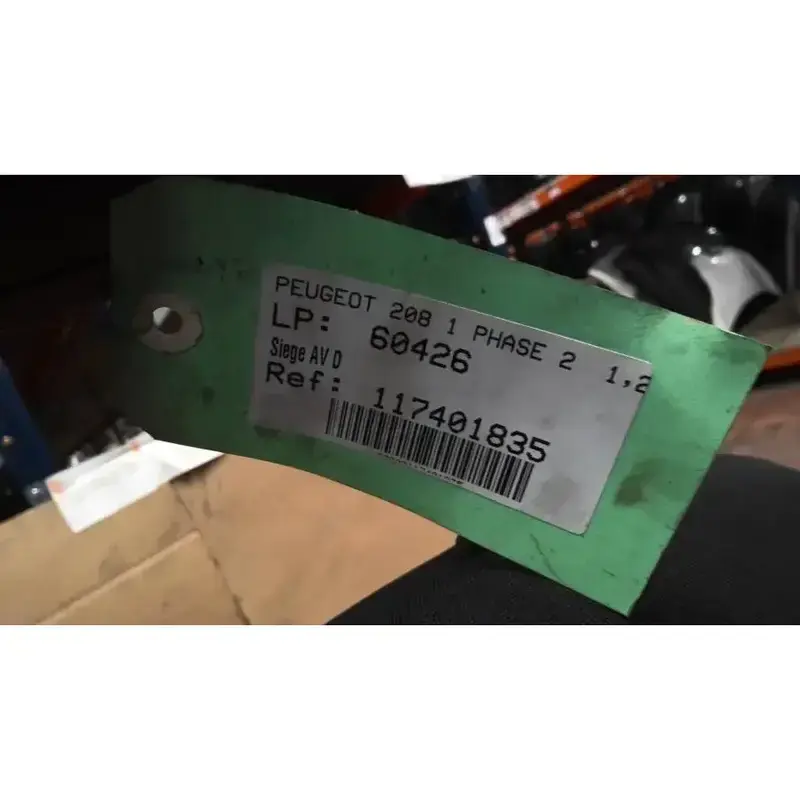 PEUGEOT 208 1 PHASE 2 1,2
LP: 60426
Siege AV D
Ref: 117401835